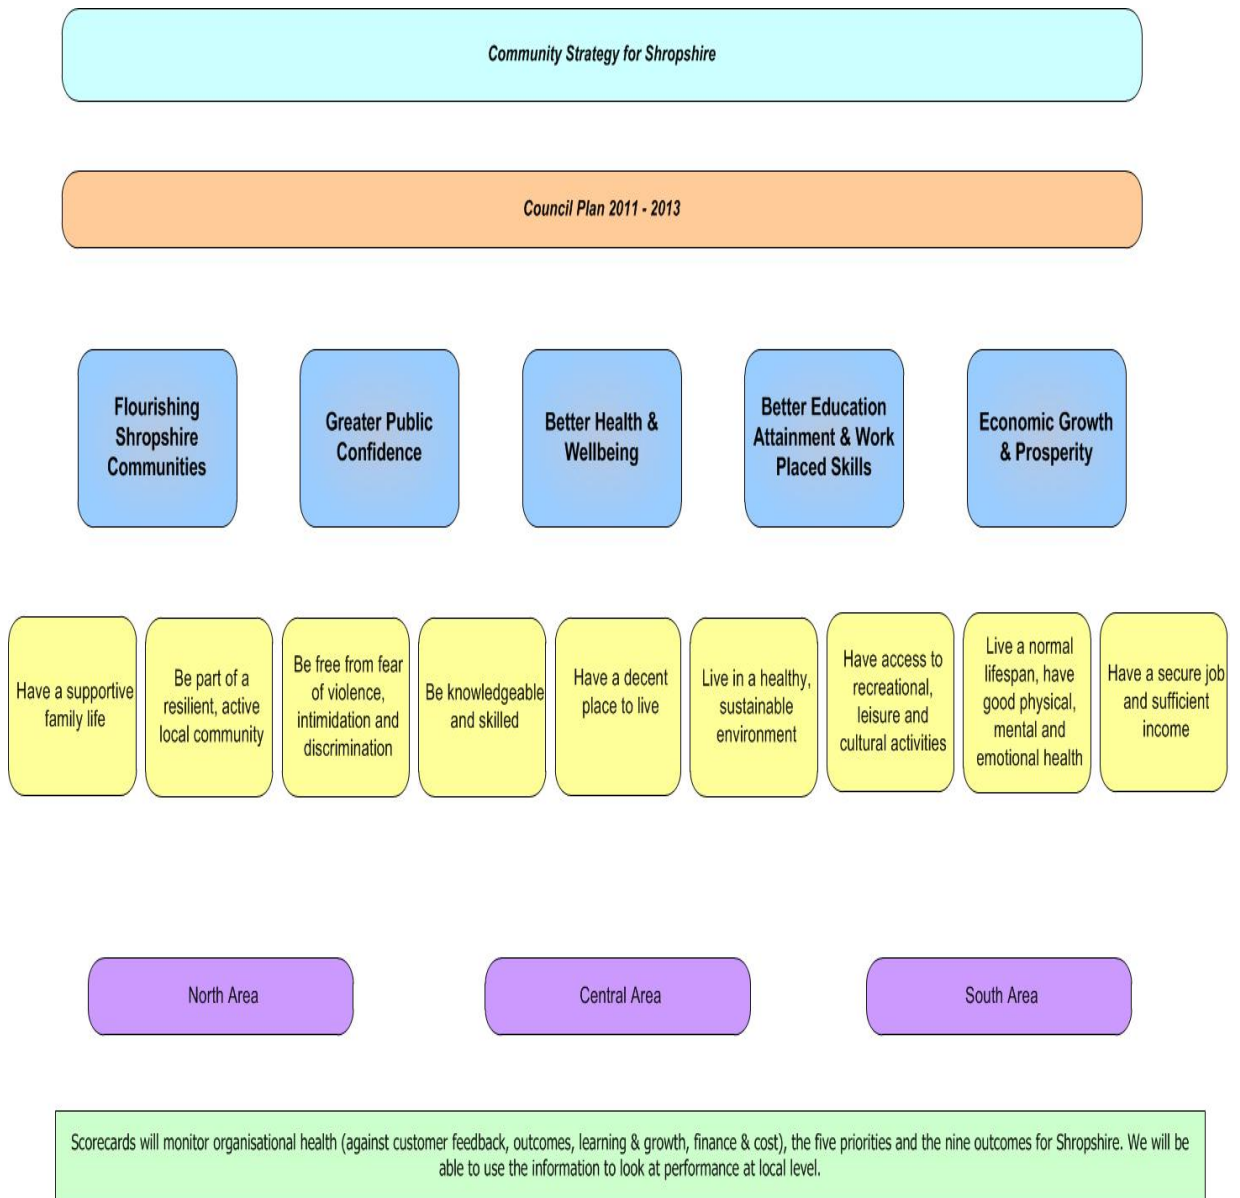 Community Strategy for Shropshire
Council Plan 2011 - 2013
Flourishing
Shropshire
Communities
Greater Public
Confidence
Better Health &
Wellbeing
Better Education
Attainment & Work
Placed Skills
Economic Growth
& Prosperity
Have a supportive
family life
Be part of a
resilient, active
local community
Be free from fear
of violence,
intimidation and
discrimination
Be knowledgeable
and skilled
Have a decent
place to live
Live in a healthy,
sustainable
environment
Have access to
recreational,
leisure and
cultural activities
Live a normal
lifespan, have
good physical,
mental and
emotional health
Have a secure job
and sufficient
income
North Area
Central Area
South Area
Scorecards will monitor organisational health (against customer feedback, outcomes, learning & growth, finance & cost), the five priorities and the nine outcomes for Shropshire. We will be
able to use the information to look at performance at local level.